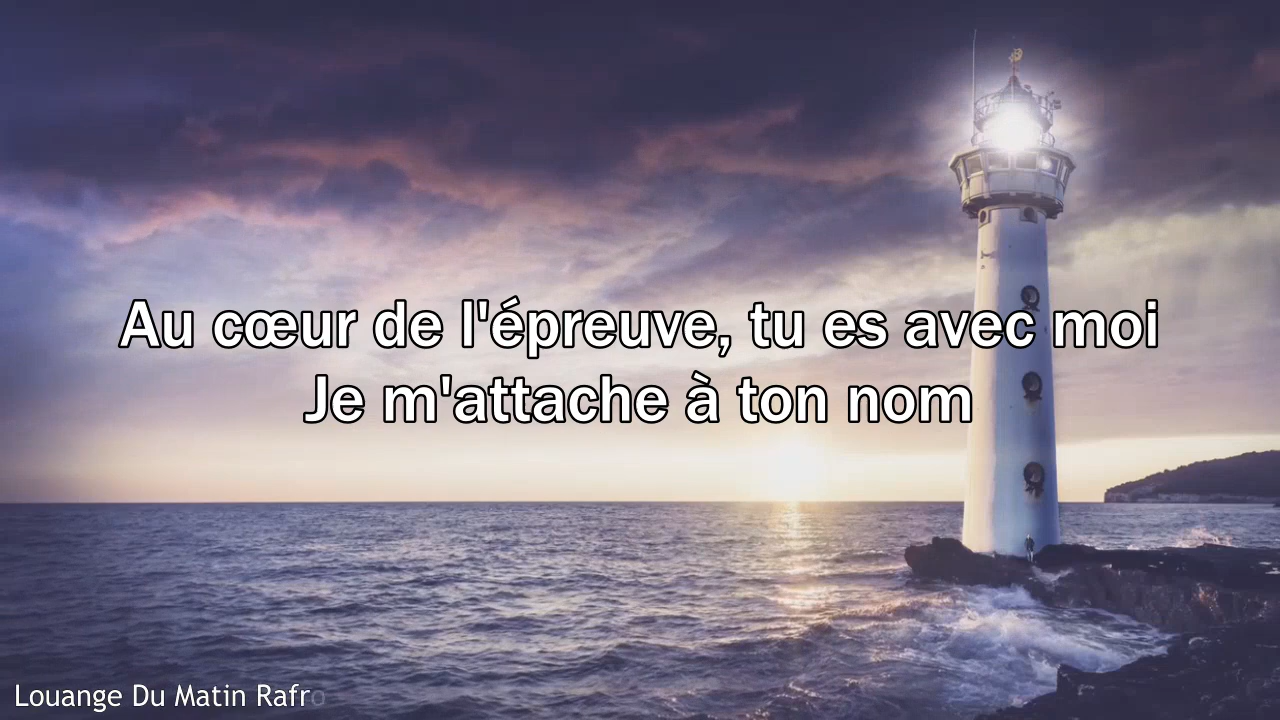 Au cœur de l'épreuve, tu es avec moi
Je m'attache à ton nom
Louange Du Matin Rafro